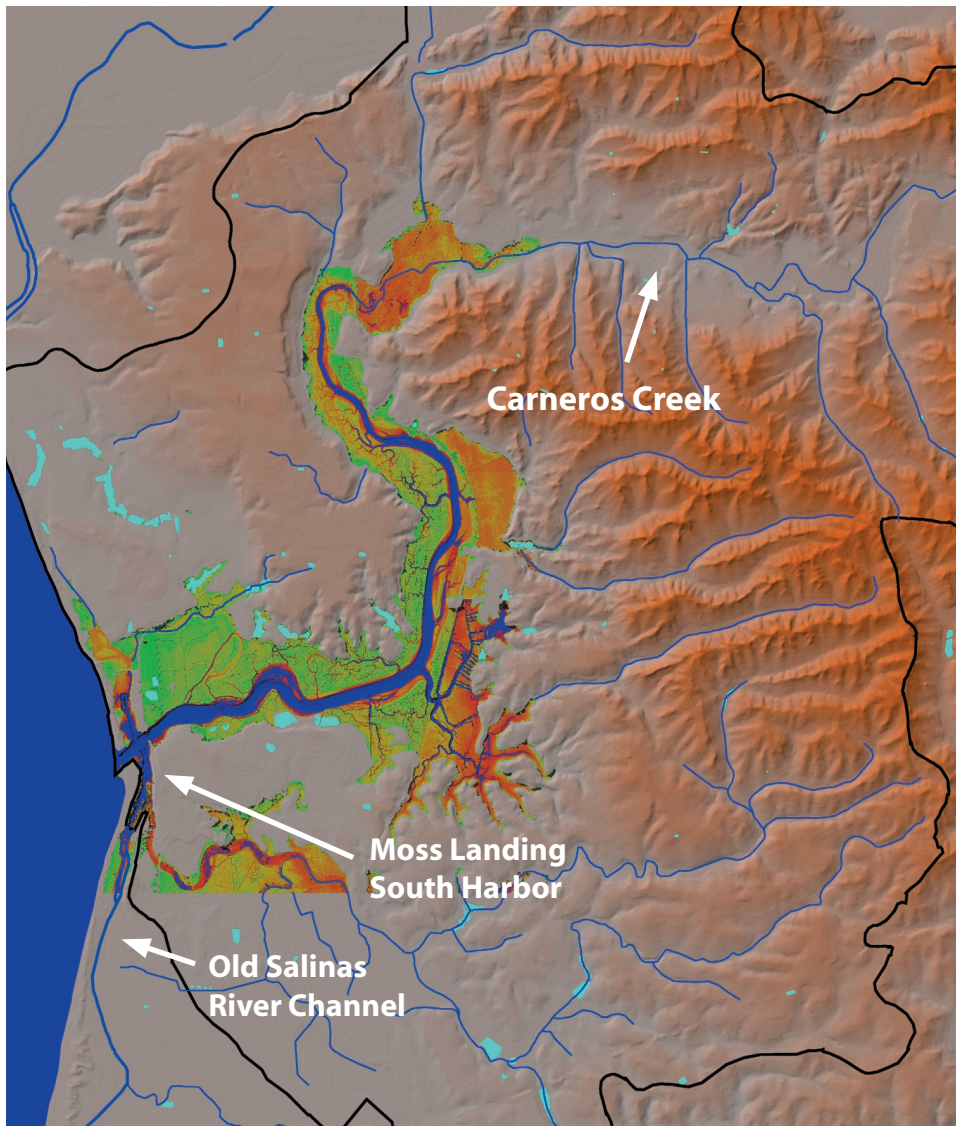 Carneros Creek
Moss Landing
South Harbor
Old Salinas
River Channel